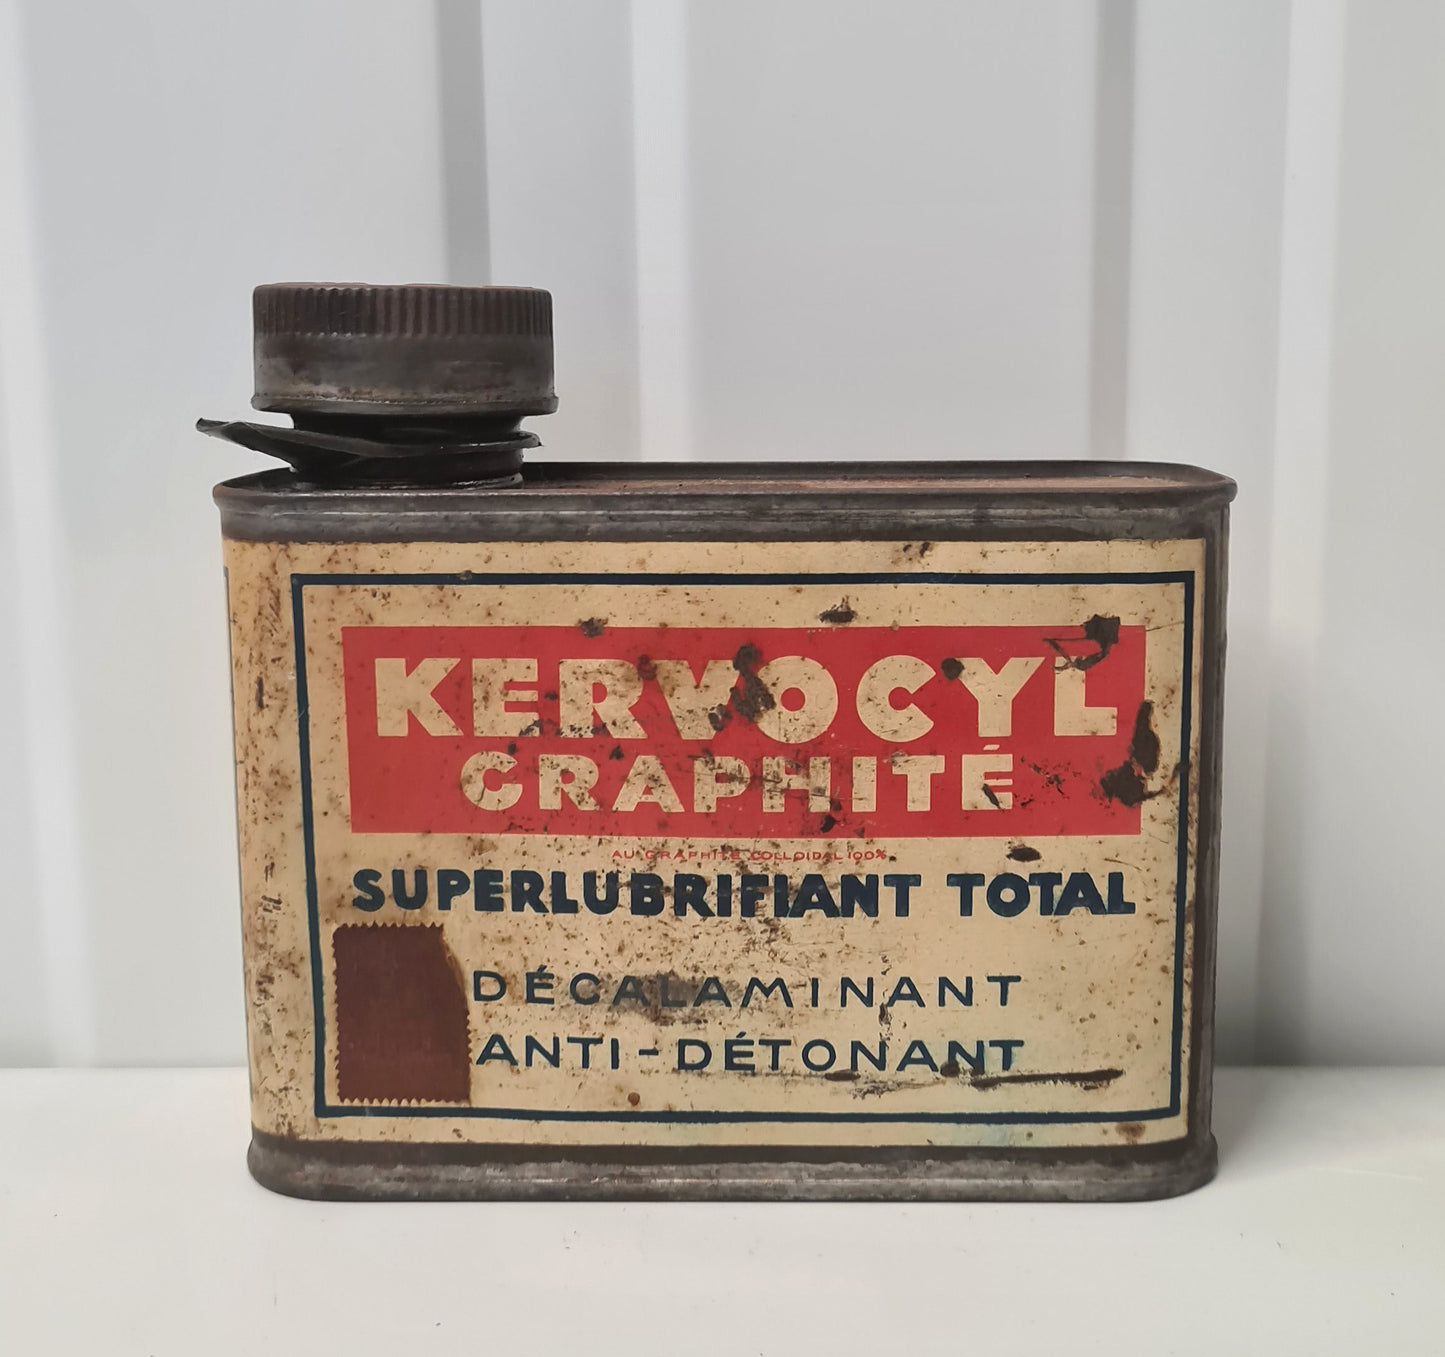 KERVOCYL
GRAPHITÉ
AU GRAPHITE COLLOIDAL 100%
SUPERLUBRIFIANT TOTAL
DÉCALAMINANT
ANTI-DÉTONANT